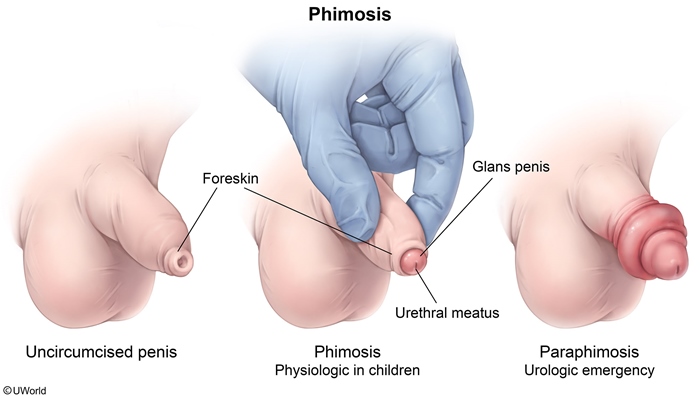 Phimosis
Foreskin
Glans penis
Urethral meatus
Uncircumcised penis
Phimosis
Physiologic in children
Paraphimosis
Urologic emergency
©UWorld